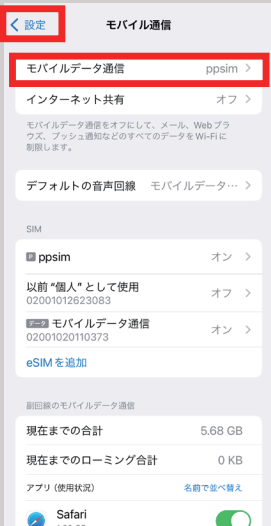 設定
モバイル通信
モバイルデータ通信 ppsim
インターネット共有 オフ
モバイルデータ通信をオフにして、メール、Webブラ
ウズ、プッシュ通知などのすべてのデータをWi-Fiに
制限します。
デフォルトの音声回線 モバイルデータ…
SIM
P ppsim オン
以前“個人”として使用 オフ
02001012623083
データ モバイルデータ通信 オン
02001020110373
eSIMを追加
副回線のモバイルデータ通信
現在までの合計 5.68 GB
現在までのローミング合計 0 KB
アプリ (使用状況) 名前で並べ替え
Safari